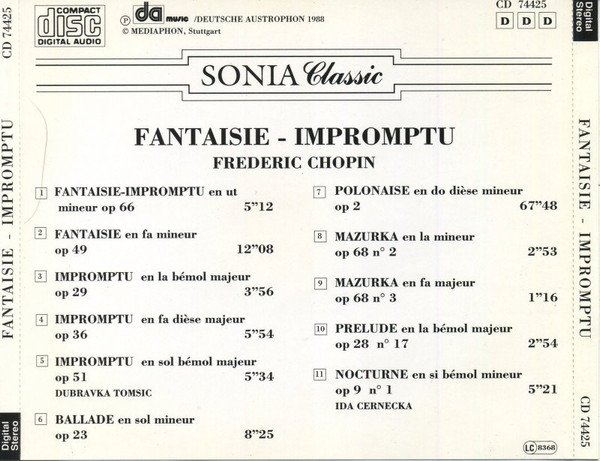 COMPACT
disc
DIGITAL AUDIO
℗ da music /DEUTSCHE AUSTROPHON 1988
© MEDIAPHON, Stuttgart
CD 74425
D D D
SONIA Classic
FANTAISIE - IMPROMPTU
FREDERIC CHOPIN
1 FANTAISIE-IMPROMPTU en ut
mineur op 66 5"12
2 FANTAISIE en fa mineur
op 49 12"08
3 IMPROMPTU en la bémol majeur
op 29 3"56
4 IMPROMPTU en fa dièse majeur
op 36 5"54
5 IMPROMPTU en sol bémol majeur
op 51 5"34
DUBRAVKA TOMSIC
6 BALLADE en sol mineur
op 23 8"25
7 POLONAISE en do dièse mineur
op 2 67"48
8 MAZURKA en la mineur
op 68 n° 2 2"53
9 MAZURKA en fa majeur
op 68 n° 3 1"16
10 PRELUDE en la bémol majeur
op 28 n° 17 2"54
11 NOCTURNE en si bémol mineur
op 9 n° 1 5"21
IDA CERNECKA
LC 8368
CD 74425
FANTAISIE - IMPROMPTU
Digital
Stereo
Digital
Stereo
FANTAISIE - IMPROMPTU
CD 74425